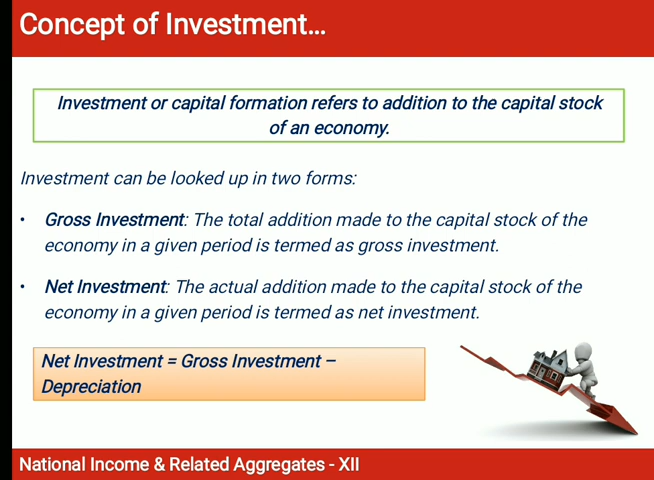 Concept of Investment...
Investment or capital formation refers to addition to the capital stock
of an economy.
Investment can be looked up in two forms:
• Gross Investment: The total addition made to the capital stock of the
economy in a given period is termed as gross investment.
• Net Investment: The actual addition made to the capital stock of the
economy in a given period is termed as net investment.
Net Investment = Gross Investment –
Depreciation
National Income & Related Aggregates - XII